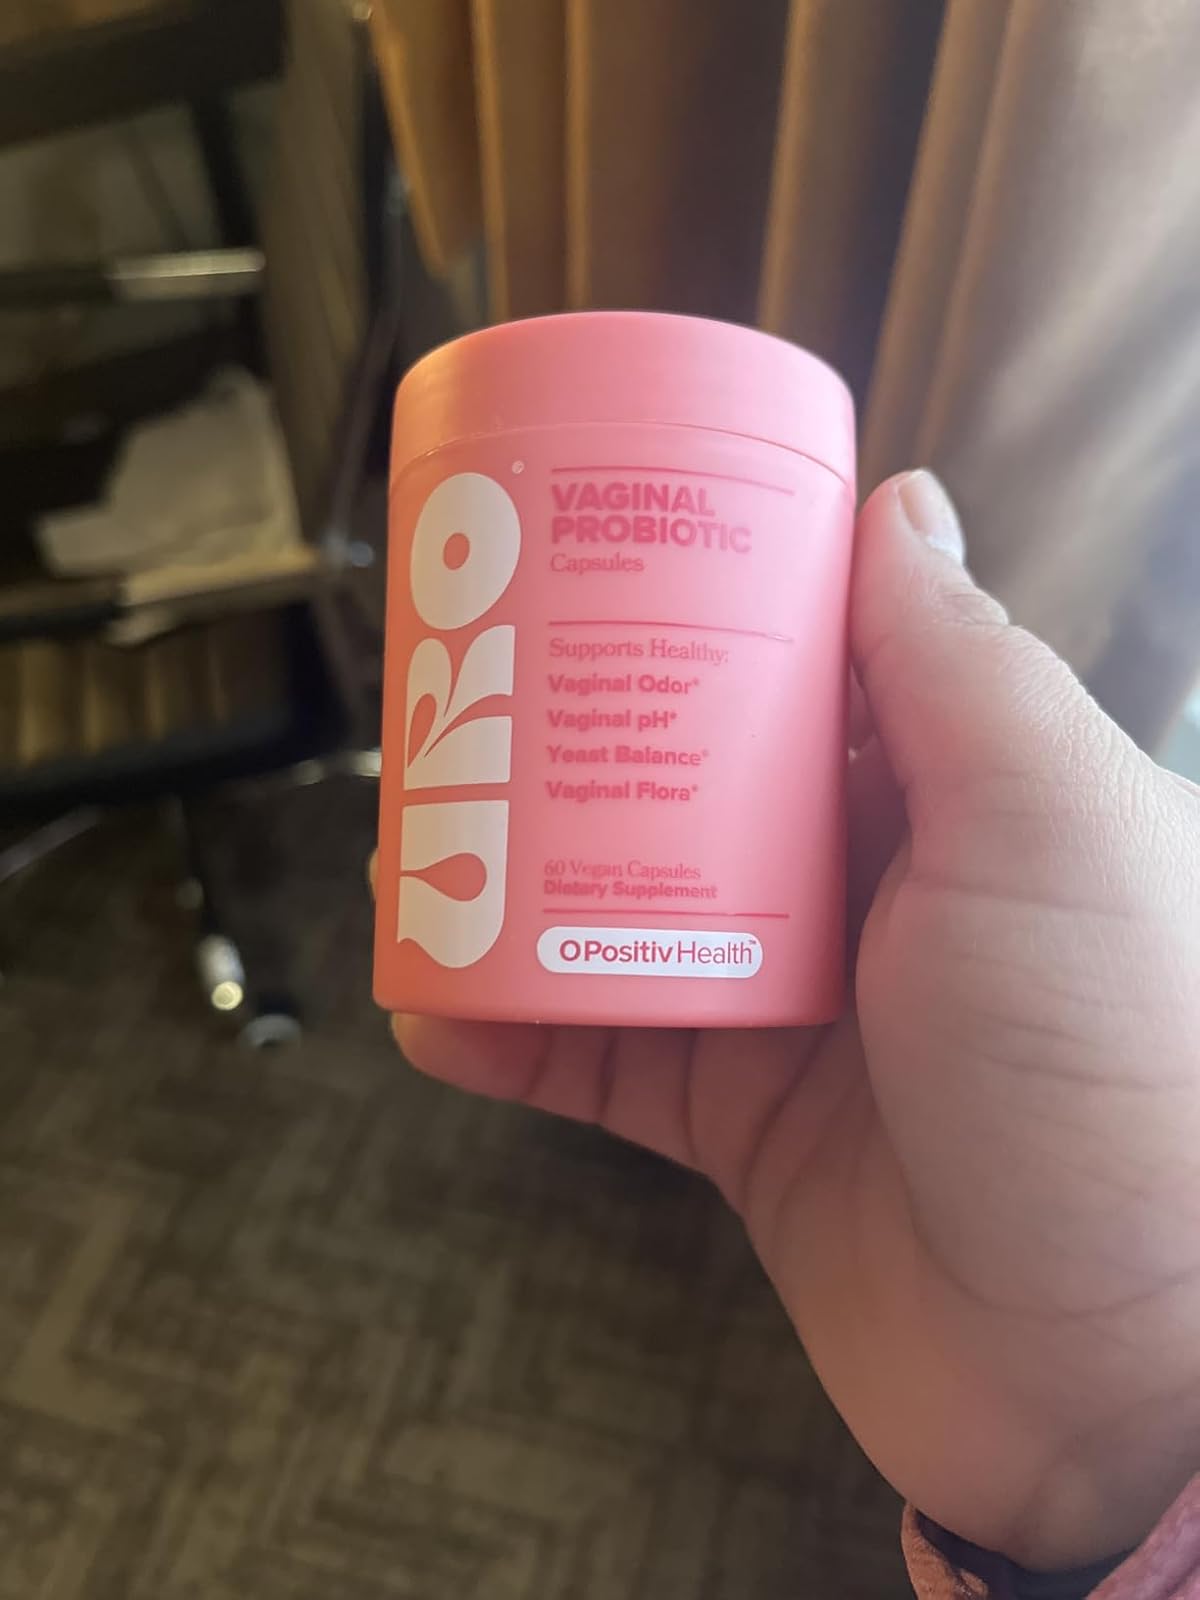 URO®
VAGINAL
PROBIOTIC
Capsules
Supports Healthy:
Vaginal Odor*
Vaginal pH*
Yeast Balance*
Vaginal Flora*
60 Vegan Capsules
Dietary Supplement
OPositivHealth™